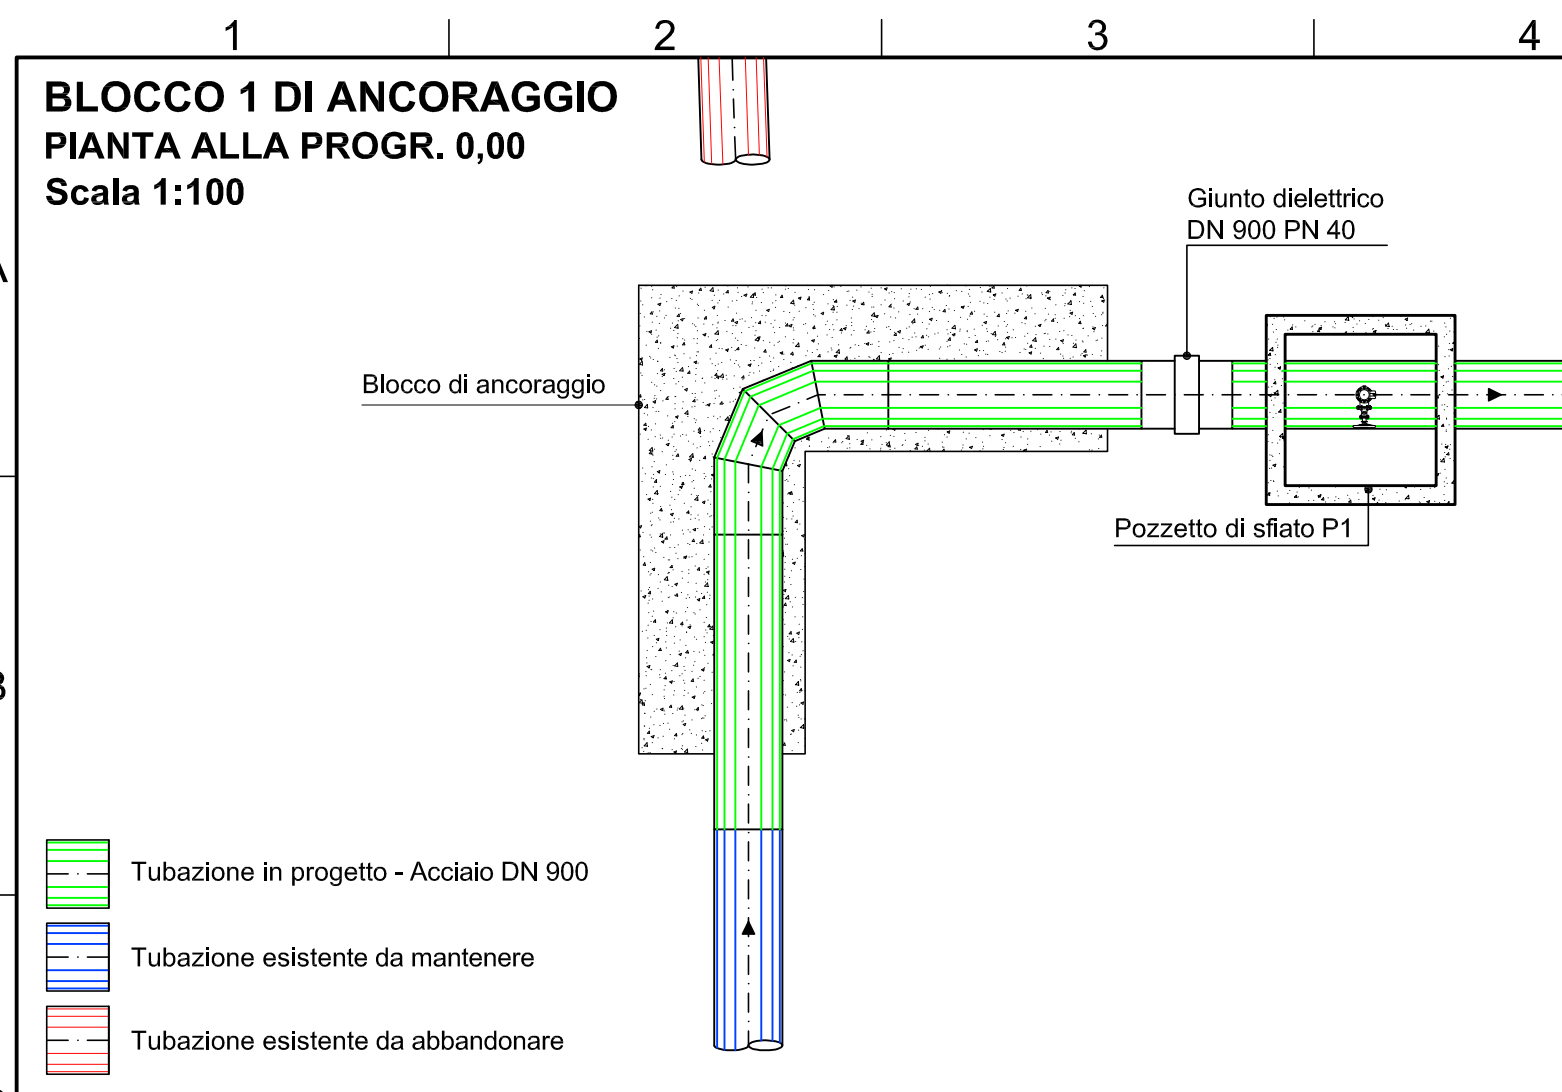 1 2 3 4
BLOCCO 1 DI ANCORAGGIO
PIANTA ALLA PROGR. 0,00
Scala 1:100
Giunto dielettrico
DN 900 PN 40
A
Blocco di ancoraggio
Pozzetto di sfiato P1
B
Tubazione in progetto - Acciaio DN 900
Tubazione esistente da mantenere
Tubazione esistente da abbandonare